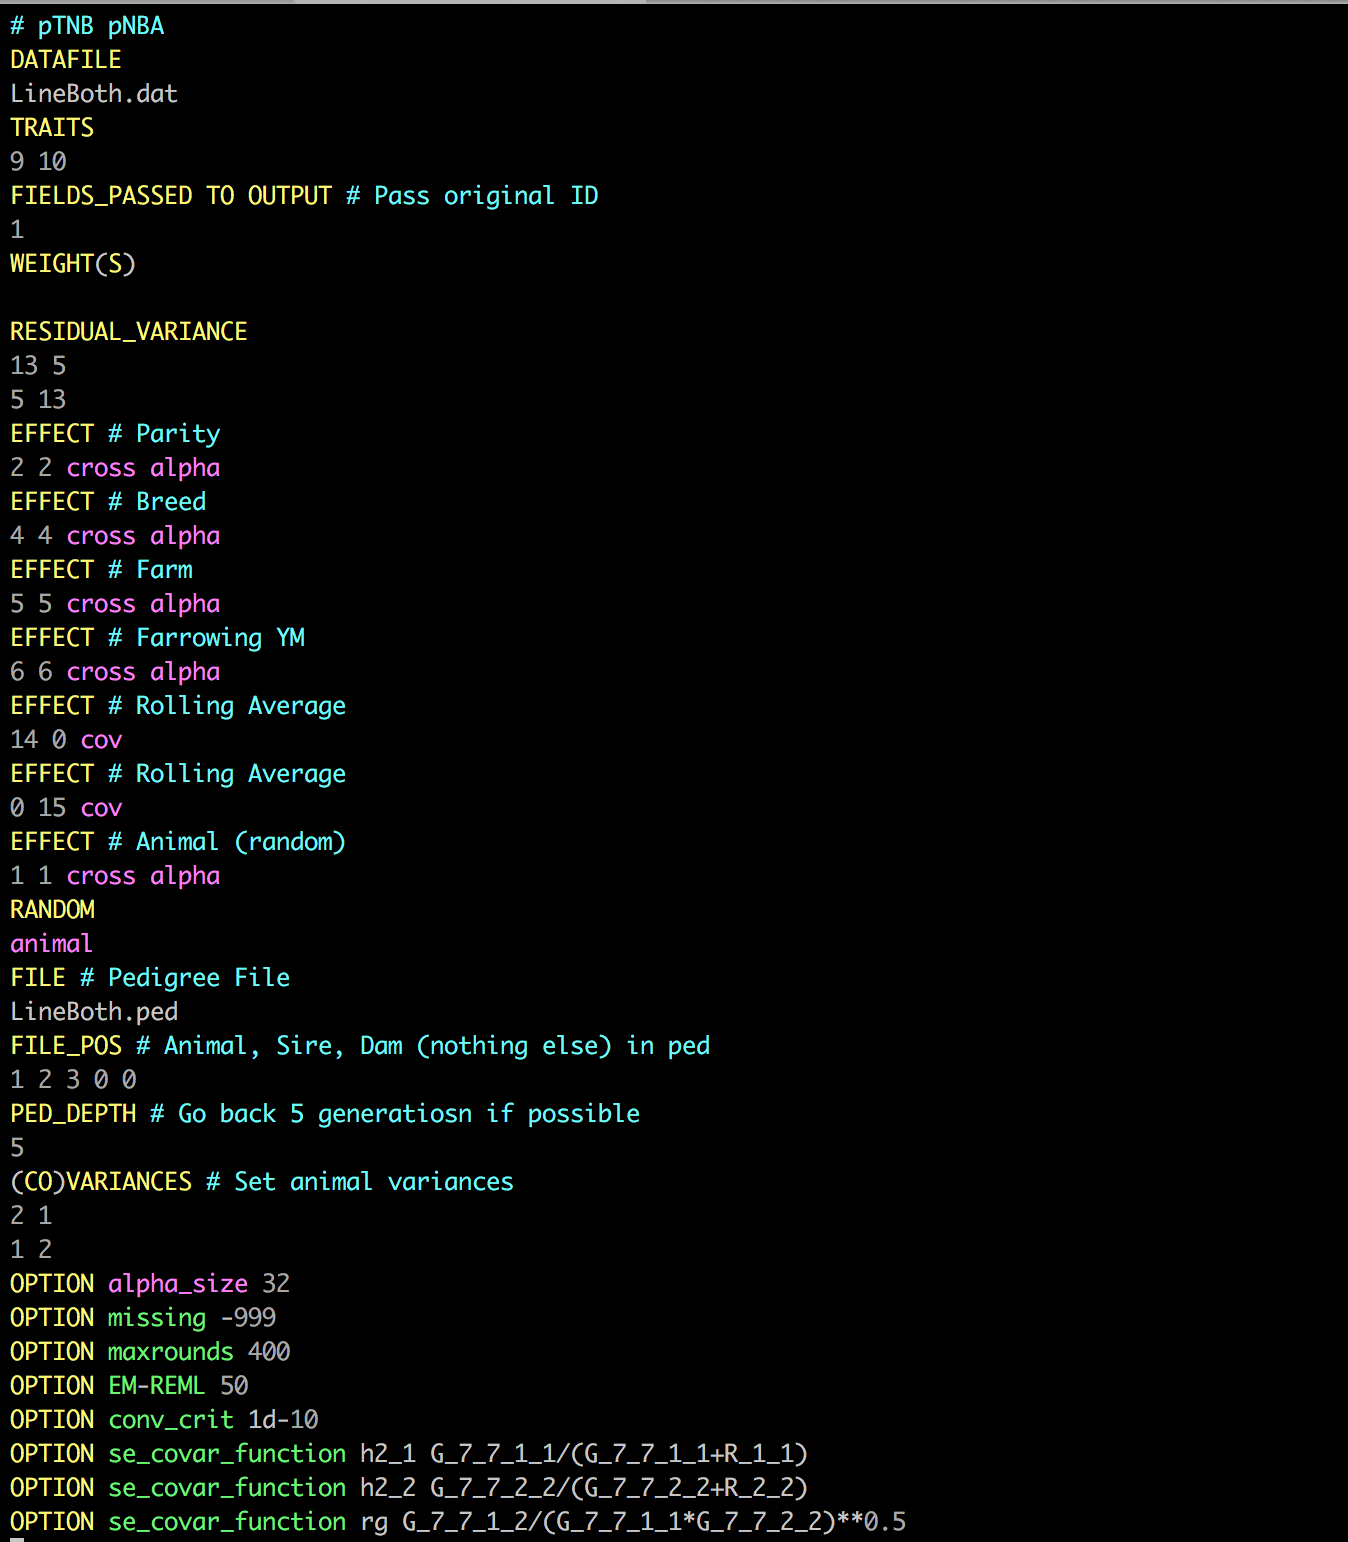 # pTNB pNBA
DATAFILE
LineBoth.dat
TRAITS
9 10
FIELDS_PASSED TO OUTPUT # Pass original ID
1
WEIGHT(S)

RESIDUAL_VARIANCE
13 5
5 13
EFFECT # Parity
2 2 cross alpha
EFFECT # Breed
4 4 cross alpha
EFFECT # Farm
5 5 cross alpha
EFFECT # Farrowing YM
6 6 cross alpha
EFFECT # Rolling Average
14 0 cov
EFFECT # Rolling Average
0 15 cov
EFFECT # Animal (random)
1 1 cross alpha
RANDOM
animal
FILE # Pedigree File
LineBoth.ped
FILE_POS # Animal, Sire, Dam (nothing else) in ped
1 2 3 0 0
PED_DEPTH # Go back 5 generatiosn if possible
5
(CO)VARIANCES # Set animal variances
2 1
1 2
OPTION alpha_size 32
OPTION missing -999
OPTION maxrounds 400
OPTION EM-REML 50
OPTION conv_crit 1d-10
OPTION se_covar_function h2_1 G_7_7_1_1/(G_7_7_1_1+R_1_1)
OPTION se_covar_function h2_2 G_7_7_2_2/(G_7_7_2_2+R_2_2)
OPTION se_covar_function rg G_7_7_1_2/(G_7_7_1_1*G_7_7_2_2)**0.5